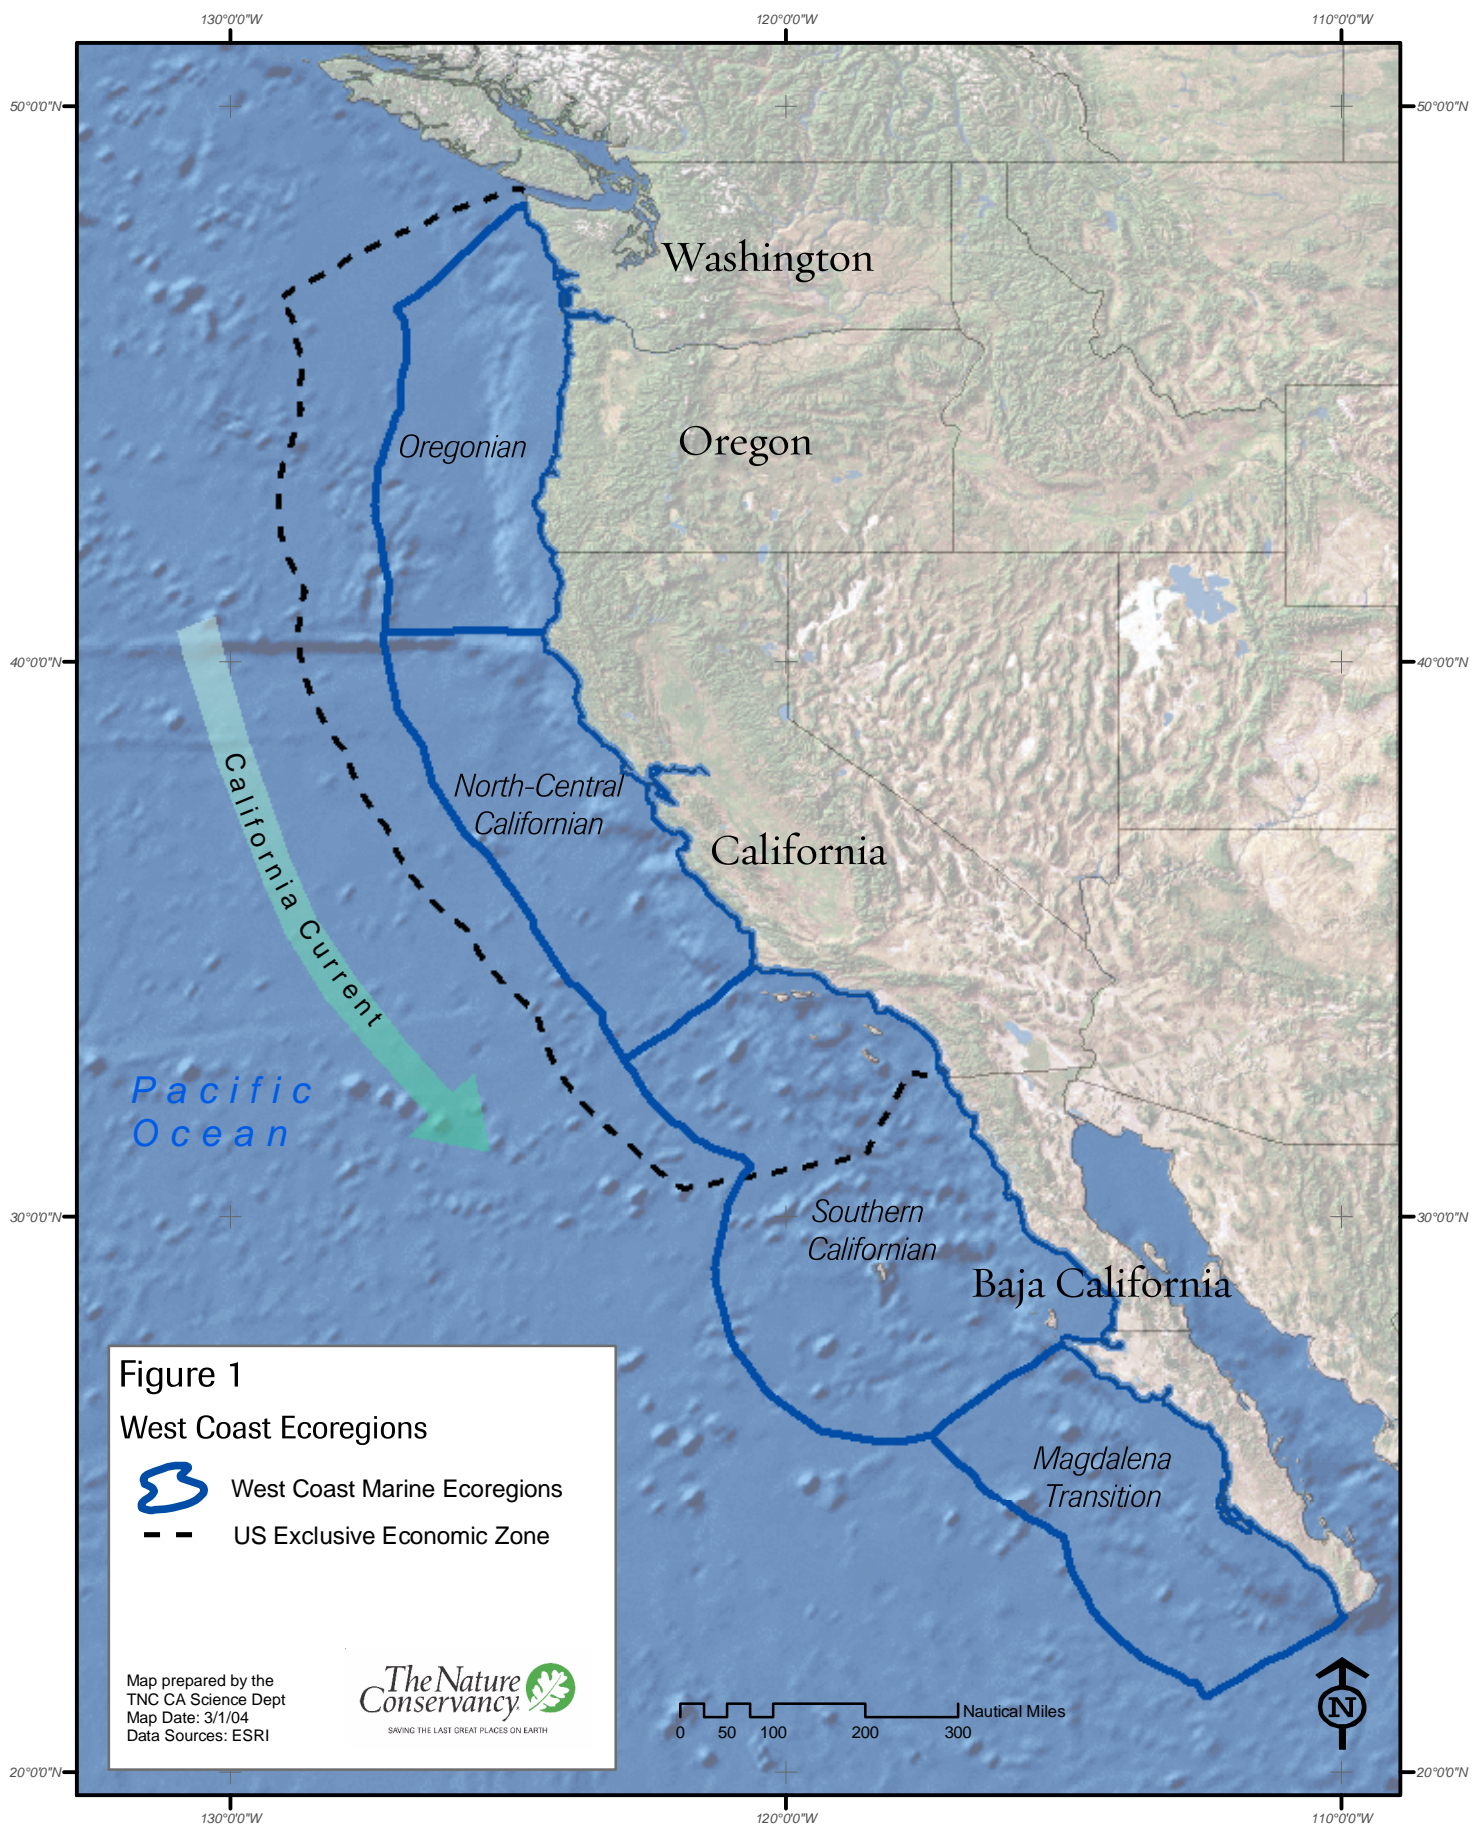 130°0'0"W
120°0'0"W
110°0'0"W
50°0'0"N
50°0'0"N
Washington
Oregonian
Oregon
40°0'0"N
40°0'0"N
North-Central
Californian
California
California Current
Pacific
Ocean
30°0'0"N
30°0'0"N
Southern
Californian
Baja California
Figure 1
West Coast Ecoregions
West Coast Marine Ecoregions
US Exclusive Economic Zone
Magdalena
Transition
Map prepared by the
TNC CA Science Dept
Map Date: 3/1/04
Data Sources: ESRI
The Nature
Conservancy
SAVING THE LAST GREAT PLACES ON EARTH
Nautical Miles
0 50 100 200 300
N
20°0'0"N
20°0'0"N
130°0'0"W
120°0'0"W
110°0'0"W